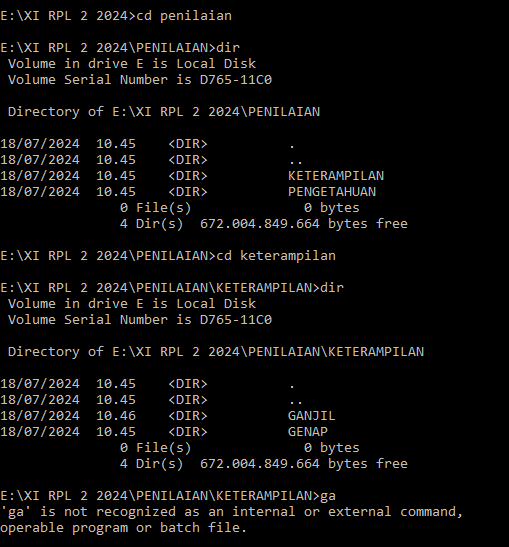 E:\XI RPL 2 2024>cd penilaian
E:\XI RPL 2 2024\PENILAIAN>dir
Volume in drive E is Local Disk
Volume Serial Number is D765-11C0
Directory of E:\XI RPL 2 2024\PENILAIAN
18/07/2024  10.45    <DIR>          .
18/07/2024  10.45    <DIR>          ..
18/07/2024  10.45    <DIR>          KETERAMPILAN
18/07/2024  10.45    <DIR>          PENGETAHUAN
0 File(s)              0 bytes
4 Dir(s)  672.004.849.664 bytes free
E:\XI RPL 2 2024\PENILAIAN>cd keterampilan
E:\XI RPL 2 2024\PENILAIAN\KETERAMPILAN>dir
Volume in drive E is Local Disk
Volume Serial Number is D765-11C0
Directory of E:\XI RPL 2 2024\PENILAIAN\KETERAMPILAN
18/07/2024  10.45    <DIR>          .
18/07/2024  10.45    <DIR>          ..
18/07/2024  10.46    <DIR>          GANJIL
18/07/2024  10.45    <DIR>          GENAP
0 File(s)              0 bytes
4 Dir(s)  672.004.849.664 bytes free
E:\XI RPL 2 2024\PENILAIAN\KETERAMPILAN>ga
'ga' is not recognized as an internal or external command,
operable program or batch file.